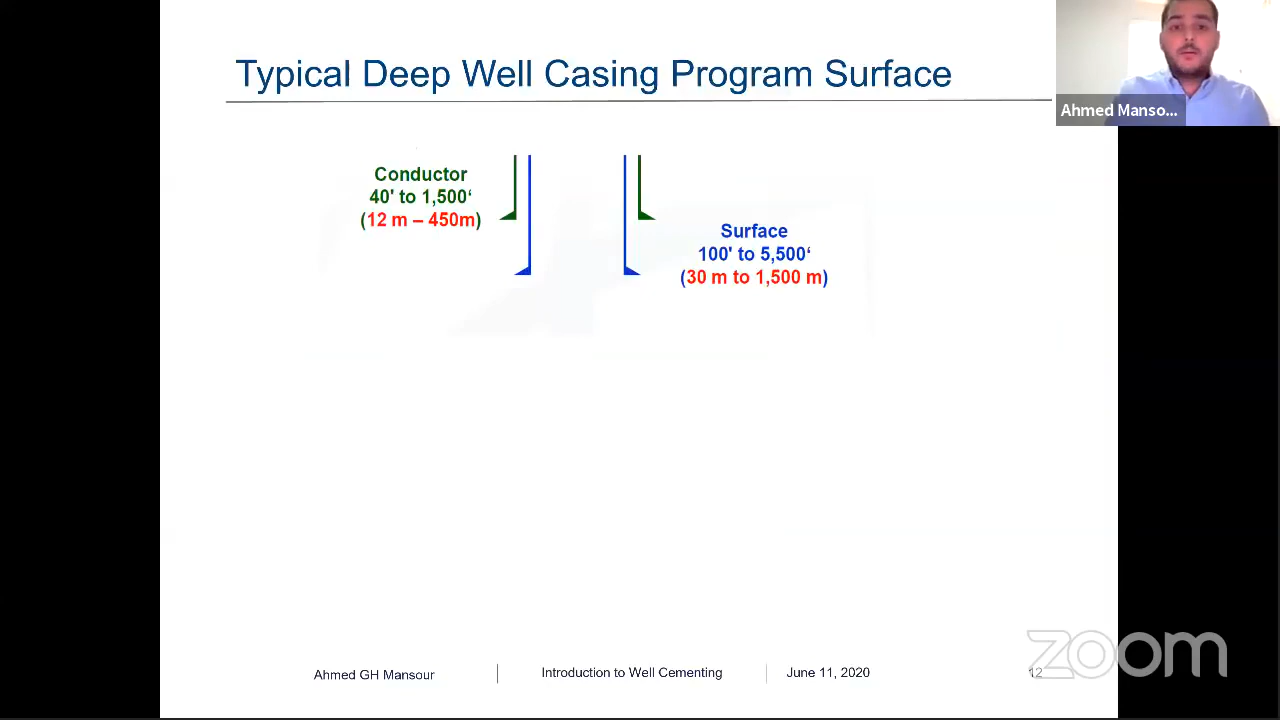 Typical Deep Well Casing Program Surface
Ahmed Manso...
Conductor
40' to 1,500‘
(12 m – 450m)
Surface
100' to 5,500‘
(30 m to 1,500 m)
Ahmed GH Mansour
Introduction to Well Cementing
June 11, 2020
12
zoom